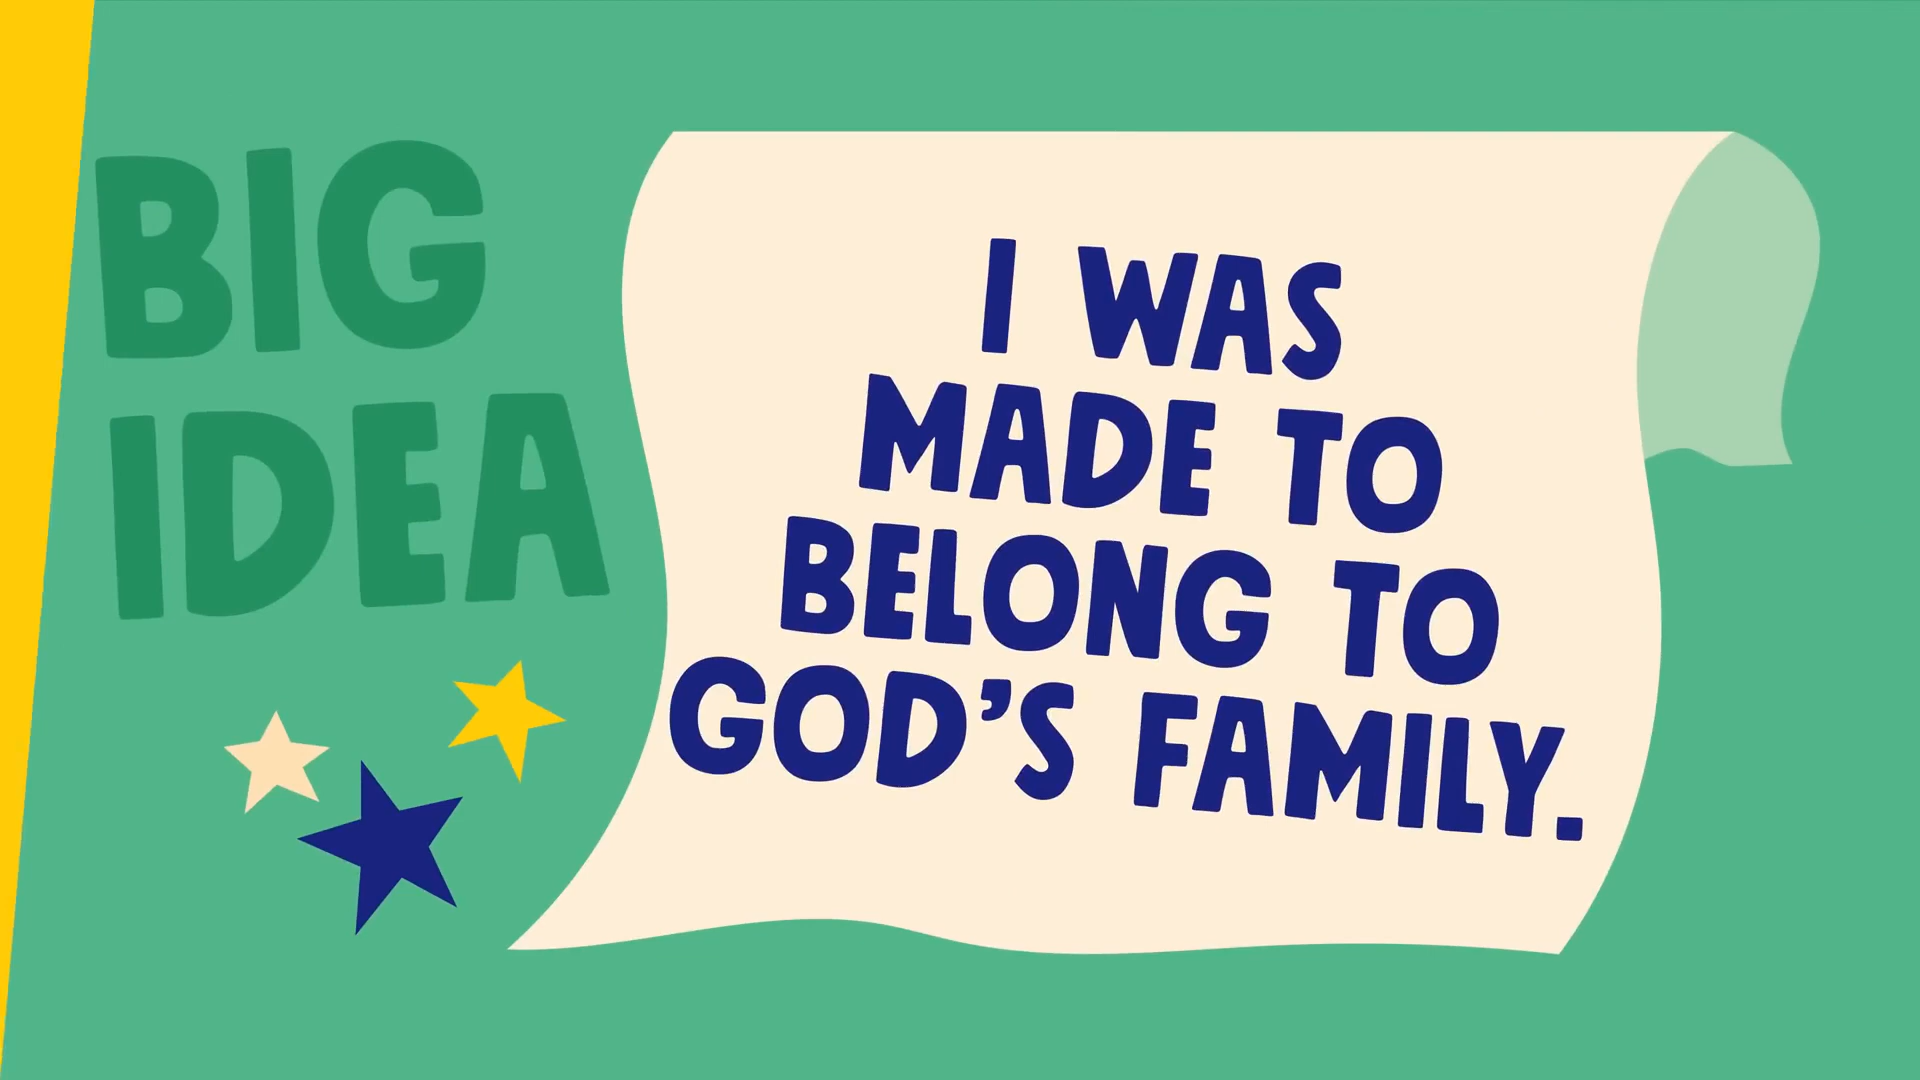 BIG
IDEA
I WAS
MADE TO
BELONG TO
GOD’S FAMILY.